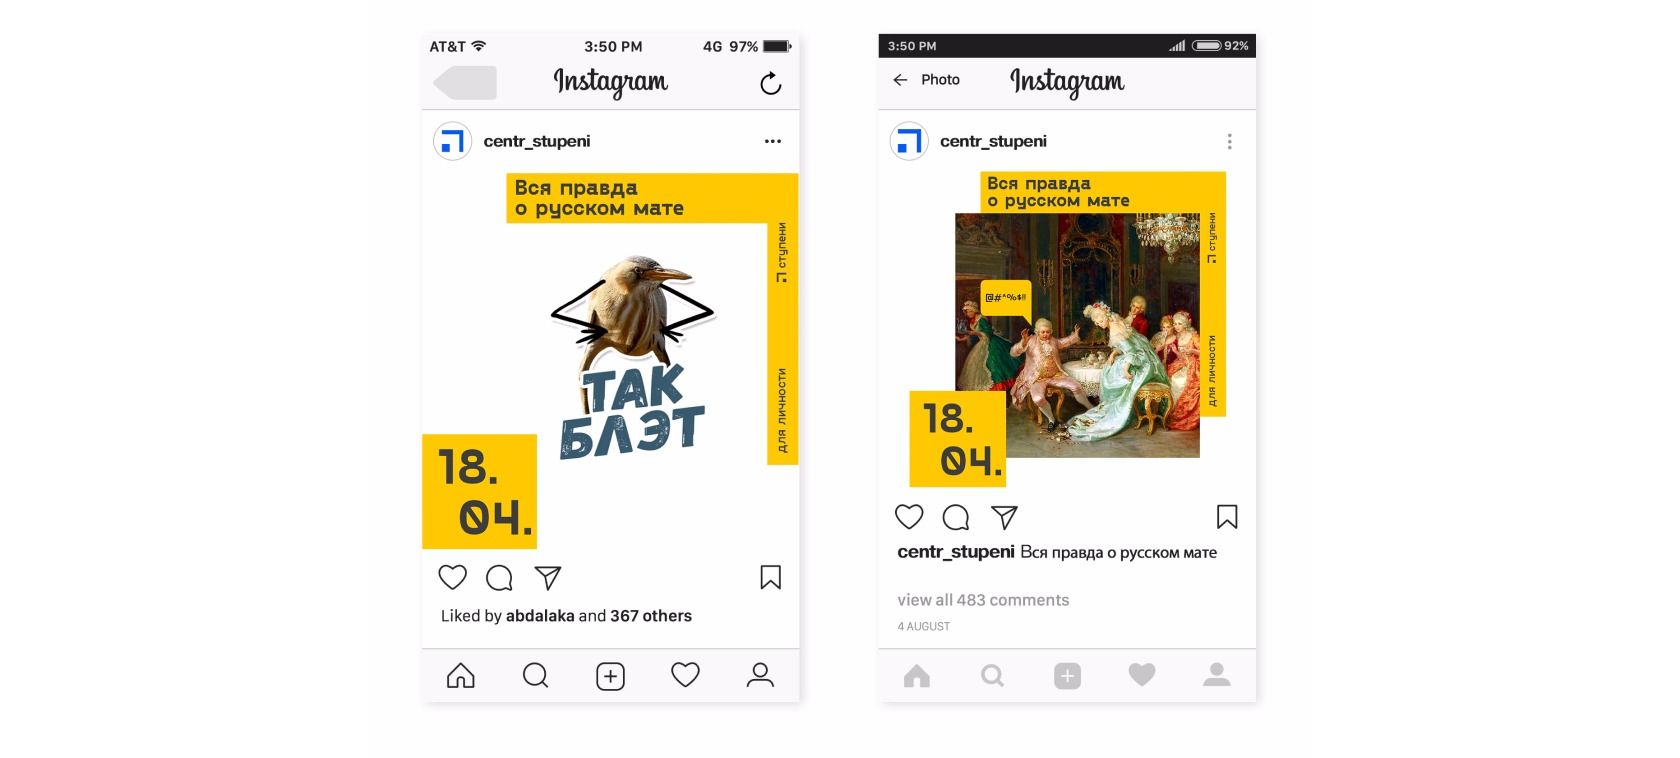 AT&T 3:50 PM 4G 97%
Instagram
centr_stupeni
Вся правда
о русском мате
ступени
для личности
ТАК
БЛЭТ
18.
04.
Liked by abdalaka and 367 others
3:50 PM 92%
Photo Instagram
centr_stupeni
Вся правда
о русском мате
ступени
для личности
@#^%$!!
18.
04.
centr_stupeni Вся правда о русском мате
view all 483 comments
4 AUGUST